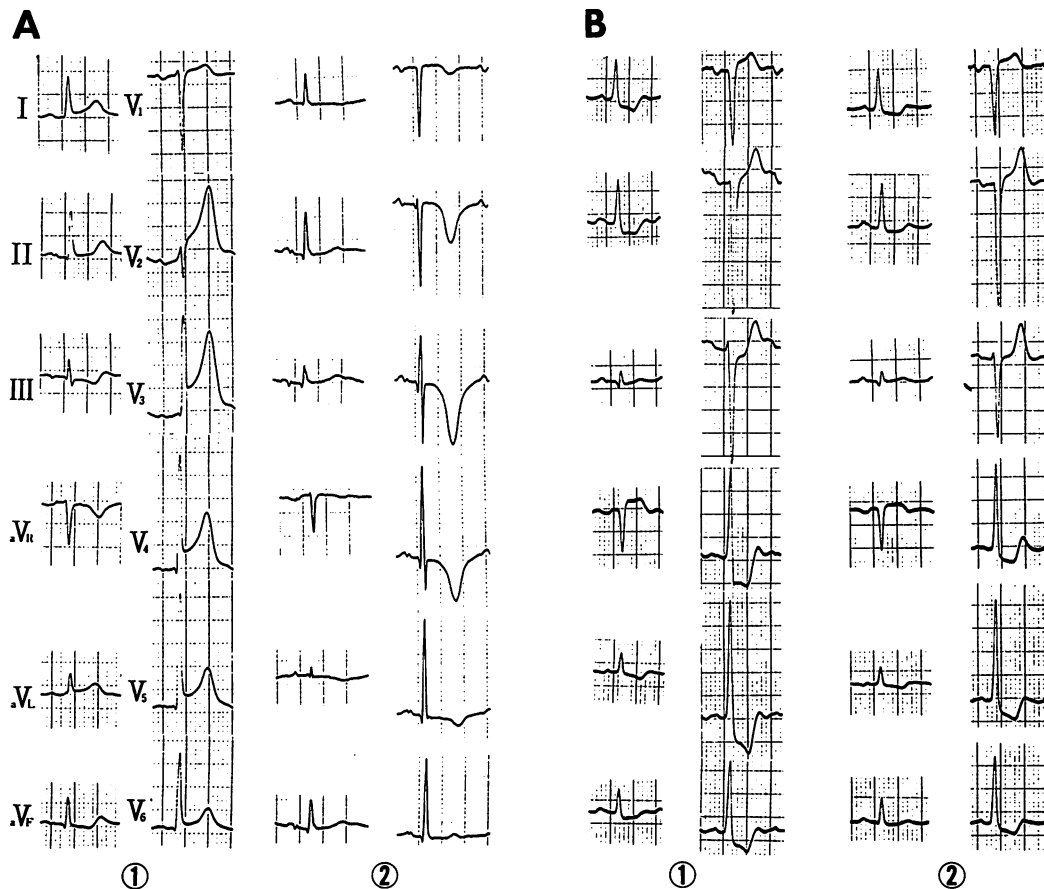 A B
I V₁
II V₂
III V₃
aVR V₄
aVL V₅
aVF V₆
① ② ① ②